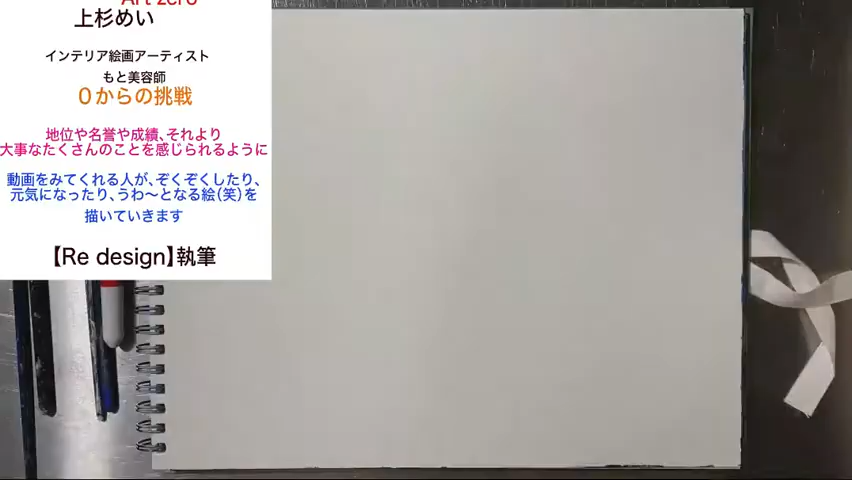 Art zero
上杉めい
インテリア絵画アーティスト
もと美容師
０からの挑戦
地位や名誉や成績、それより
大事なたくさんのことを感じられるように
動画をみてくれる人が、ぞくぞくしたり、
元気になったり、うわ〜となる絵（笑）を
描いていきます
【Re design】執筆